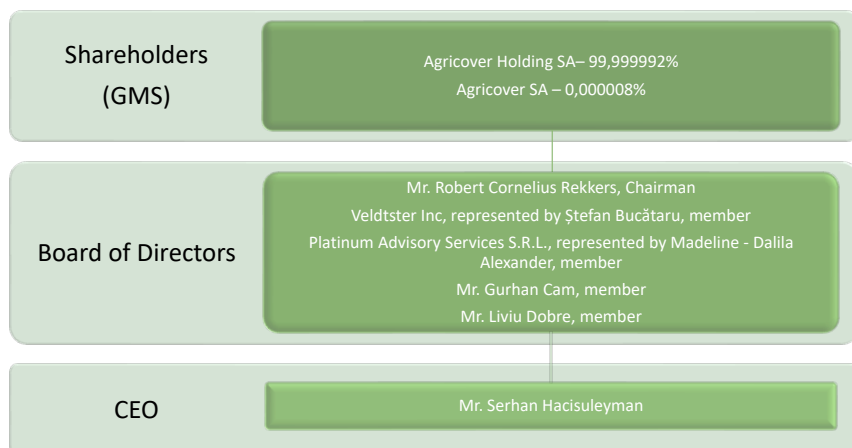 Shareholders
(GMS)
Agricover Holding SA– 99,999992%
Agricover SA – 0,000008%
Board of Directors
Mr. Robert Cornelius Rekkers, Chairman
Veldtster Inc, represented by Ștefan Bucătaru, member
Platinum Advisory Services S.R.L., represented by Madeline - Dalila
Alexander, member
Mr. Gurhan Cam, member
Mr. Liviu Dobre, member
CEO
Mr. Serhan Hacisuleyman